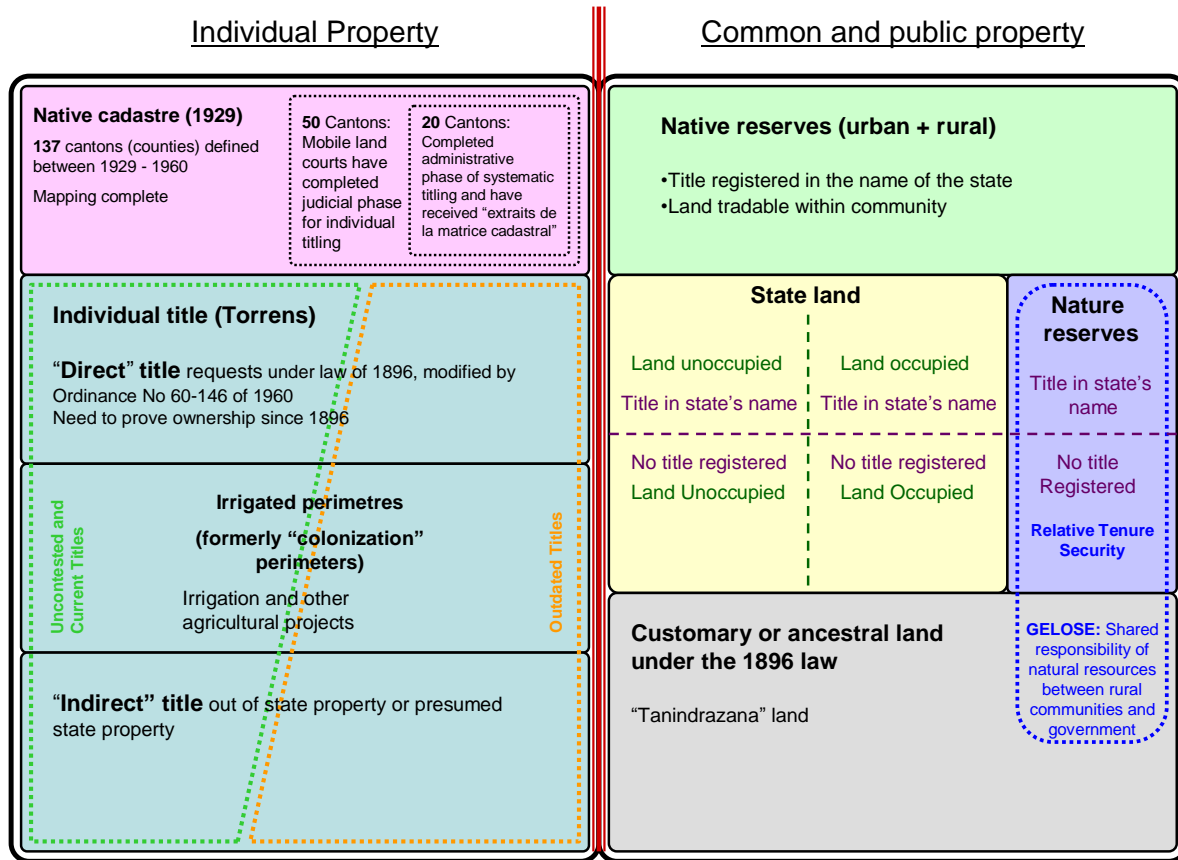 Individual Property
Common and public property
Native cadastre (1929)
137 cantons (counties) defined
between 1929 - 1960
Mapping complete
50 Cantons:
Mobile land
courts have
completed
judicial phase
for individual
titling
20 Cantons:
Completed
administrative
phase of systematic
titling and have
received “extraits de
la matrice cadastral”
Native reserves (urban + rural)
•Title registered in the name of the state
•Land tradable within community
Individual title (Torrens)
“Direct” title requests under law of 1896, modified by
Ordinance No 60-146 of 1960
Need to prove ownership since 1896
State land
Land unoccupied
Title in state’s name
Land occupied
Title in state’s name
No title registered
Land Unoccupied
No title registered
Land Occupied
Nature
reserves
Title in state’s
name
No title
Registered
Relative Tenure
Security
Irrigated perimetres
(formerly “colonization”
perimeters)
Irrigation and other
agricultural projects
Uncontested and
Current Titles
Outdated Titles
“Indirect” title out of state property or presumed
state property
Customary or ancestral land
under the 1896 law
“Tanindrazana” land
GELOSE: Shared
responsibility of
natural resources
between rural
communities and
government